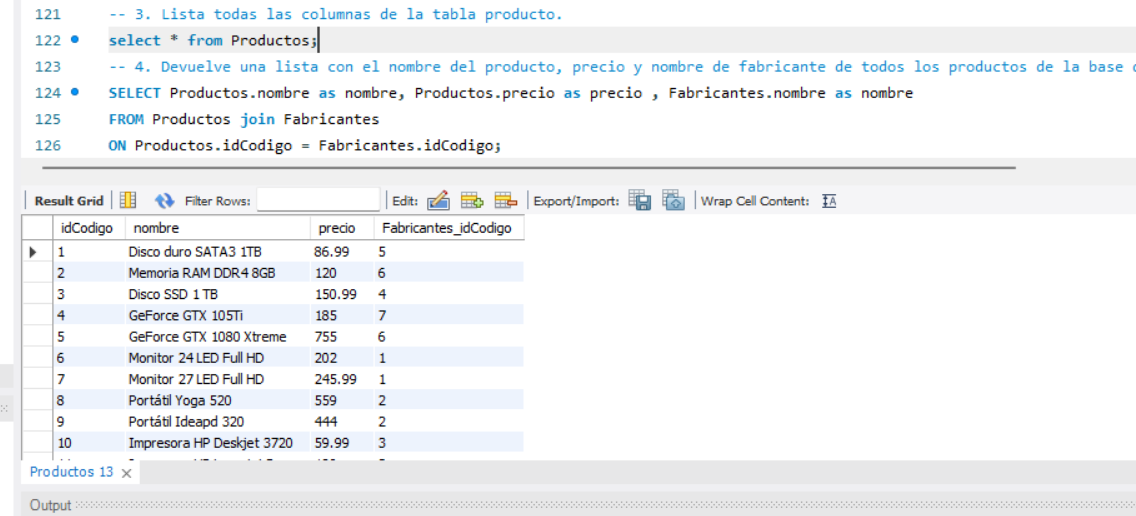 121 -- 3. Lista todas las columnas de la tabla producto.
122 select * from Productos;
123 -- 4. Devuelve una lista con el nombre del producto, precio y nombre de fabricante de todos los productos de la base
124 SELECT Productos.nombre as nombre, Productos.precio as precio , Fabricantes.nombre as nombre
125 FROM Productos join Fabricantes
126 ON Productos.idCodigo = Fabricantes.idCodigo;
Result Grid Filter Rows: Edit: Export/Import: Wrap Cell Content: IA
idCodigo nombre precio Fabricantes_idCodigo
1 Disco duro SATA3 1TB 86.99 5
2 Memoria RAM DDR4 8GB 120 6
3 Disco SSD 1 TB 150.99 4
4 GeForce GTX 105Ti 185 7
5 GeForce GTX 1080 Xtreme 755 6
6 Monitor 24 LED Full HD 202 1
7 Monitor 27 LED Full HD 245.99 1
8 Portátil Yoga 520 559 2
9 Portátil Ideapd 320 444 2
10 Impresora HP Deskjet 3720 59.99 3
Productos 13
Output